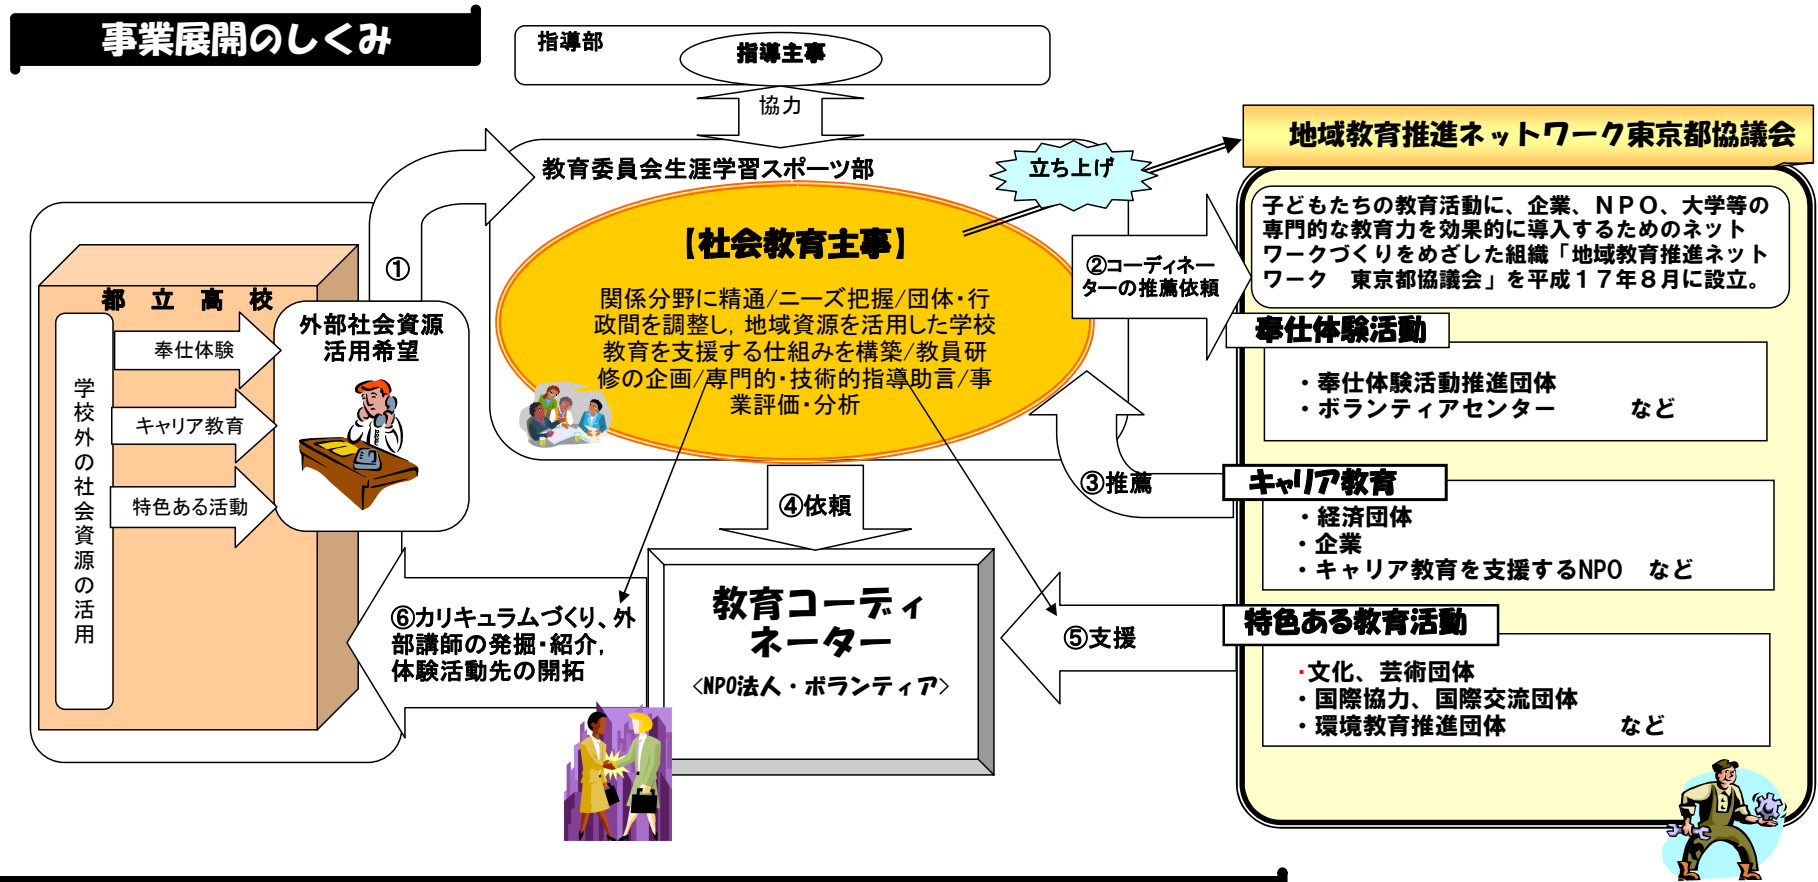 事業展開のしくみ
指導部
指導主事
協力
教育委員会生涯学習スポーツ部
立ち上げ
【社会教育主事】
関係分野に精通/ニーズ把握/団体・行
政間を調整し,地域資源を活用した学校
教育を支援する仕組みを構築/教員研
修の企画/専門的・技術的指導助言/事
業評価・分析
①
都立高校
学校外の社会資源の活用
奉仕体験
キャリア教育
特色ある活動
外部社会資源
活用希望
②コーディネー
ターの推薦依頼
③推薦
④依頼
教育コーディ
ネーター
<NPO法人・ボランティア>
⑤支援
⑥カリキュラムづくり、外
部講師の発掘・紹介,
体験活動先の開拓
地域教育推進ネットワーク東京都協議会
子どもたちの教育活動に、企業、NPO、大学等の
専門的な教育力を効果的に導入するためのネット
ワークづくりをめざした組織「地域教育推進ネット
ワーク 東京都協議会」を平成17年8月に設立。
奉仕体験活動
・奉仕体験活動推進団体
・ボランティアセンター など
キャリア教育
・経済団体
・企業
・キャリア教育を支援するNPO など
特色ある教育活動
・文化、芸術団体
・国際協力、国際交流団体
・環境教育推進団体 など